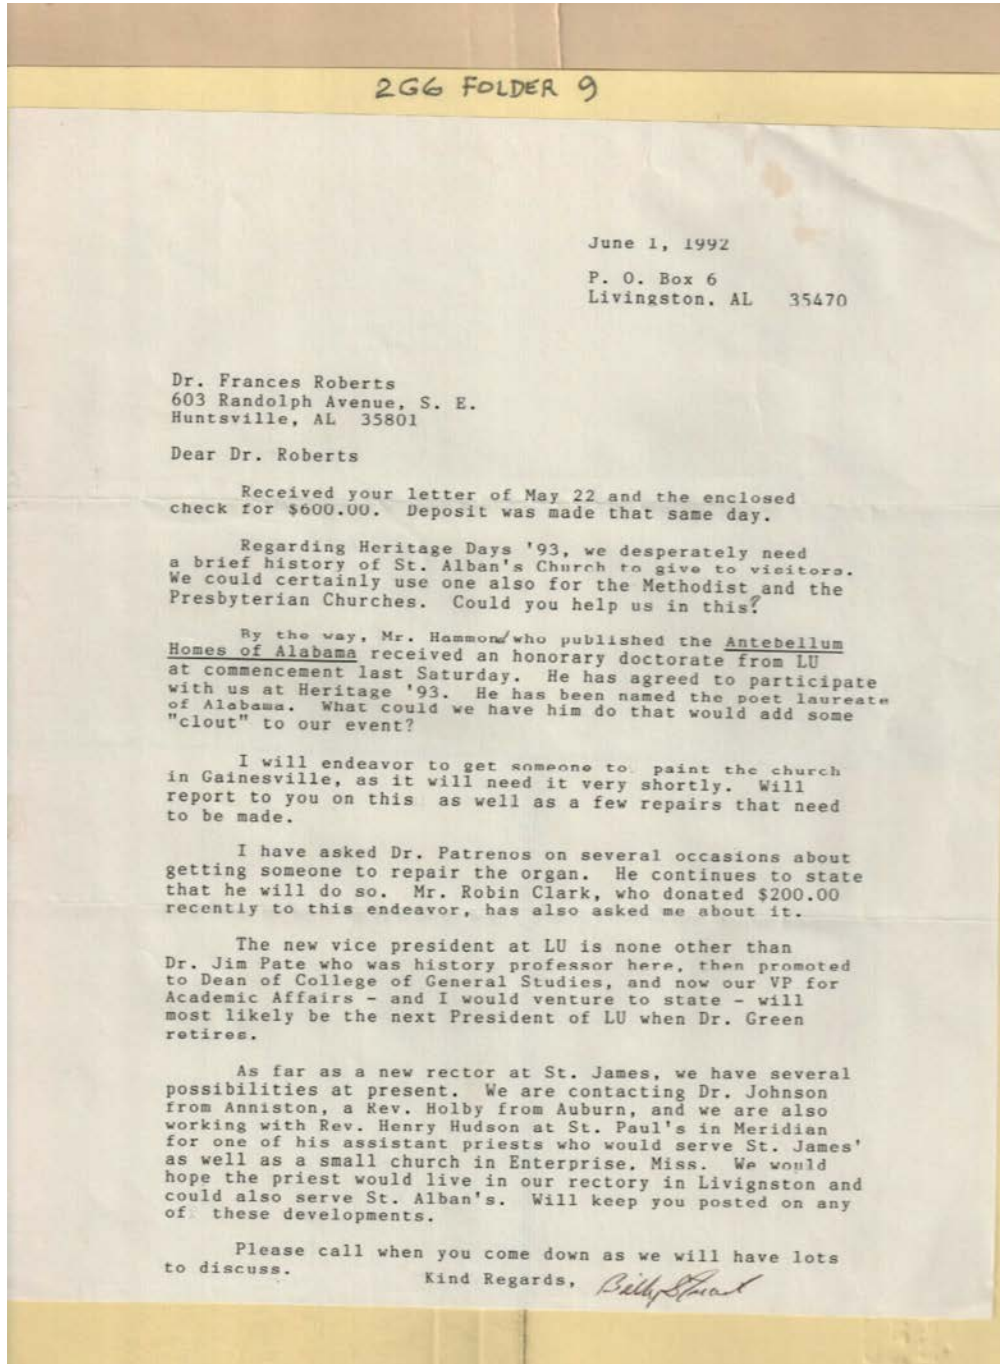 2G6 FOLDER 9
June 1, 1992
P. O. Box 6
Livingston, AL 35470
Dr. Frances Roberts
603 Randolph Avenue, S. E.
Huntsville, AL 35801
Dear Dr. Roberts
Received your letter of May 22 and the enclosed
check for $600.00. Deposit was made that same day.
Regarding Heritage Days '93, we desperately need
a brief history of St. Alban's Church to give to visitors.
We could certainly use one also for the Methodist and the
Presbyterian Churches. Could you help us in this?
By the way, Mr. Hammond/who published the Antebellum
Homes of Alabama received an honorary doctorate from LU
at commencement last Saturday. He has agreed to participate
with us at Heritage '93. He has been named the poet laureate
of Alabama. What could we have him do that would add some
"clout" to our event?
I will endeavor to get someone to paint the church
in Gainesville, as it will need it very shortly. Will
report to you on this as well as a few repairs that need
to be made.
I have asked Dr. Patrenos on several occasions about
getting someone to repair the organ. He continues to state
that he will do so. Mr. Robin Clark, who donated $200.00
recently to this endeavor, has also asked me about it.
The new vice president at LU is none other than
Dr. Jim Pate who was history professor here, then promoted
to Dean of College of General Studies, and now our VP for
Academic Affairs - and I would venture to state - will
most likely be the next President of LU when Dr. Green
retires.
As far as a new rector at St. James, we have several
possibilities at present. We are contacting Dr. Johnson
from Anniston, a Rev. Holby from Auburn, and we are also
working with Rev. Henry Hudson at St. Paul's in Meridian
for one of his assistant priests who would serve St. James'
as well as a small church in Enterprise, Miss. We would
hope the priest would live in our rectory in Livignston and
could also serve St. Alban's. Will keep you posted on any
of these developments.
Please call when you come down as we will have lots
to discuss.
Kind Regards, Billy Stuart